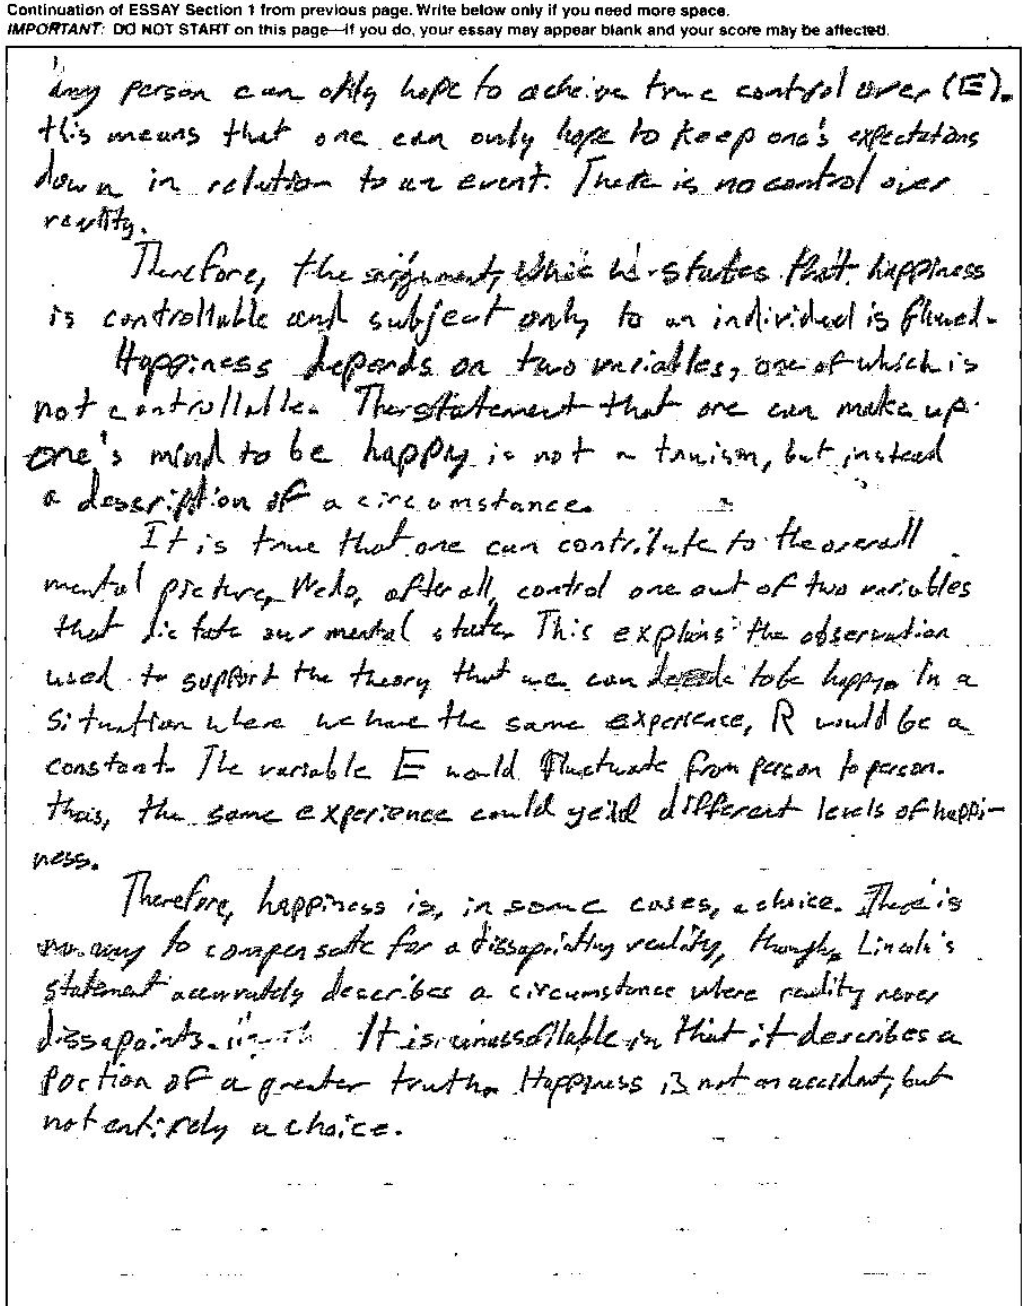 Continuation of ESSAY Section 1 from previous page. Write below only if you need more space.
IMPORTANT: DO NOT START on this page—if you do, your essay may appear blank and your score may be affected.
any person can only hope to acheive true control over (E).
this means that one can only hope to keep one's expectations
down in relation to an event. There is no control over
reality.
Therefore, the argument, which states that happiness
is controllable and subject only to an individual is flawed.
Happiness depends on two variables, one of which is
not controllable. The statement that one can make up
one's mind to be happy is not a truism, but instead
a description of a circumstance.
It is true that one can contribute to the overall
mental picture, We do, after all, control one out of two variables
that dictate our mental state. This explains the observation
used to support the theory that we can decide to be happy. In a
situation where we have the same experience, R would be a
constant. The variable E would fluctuate from person to person.
thus, the same experience could yeild different levels of happi-
ness.
Therefore, happiness is, in some cases, a choice. There is
no way to compensate for a dissapointing reality, though. Lincoln's
statement accurately describes a circumstance where reality never
dissapoints. It is unassailable in that it describes a
portion of a greater truth. Happiness is not an accident, but
not entirely a choice.